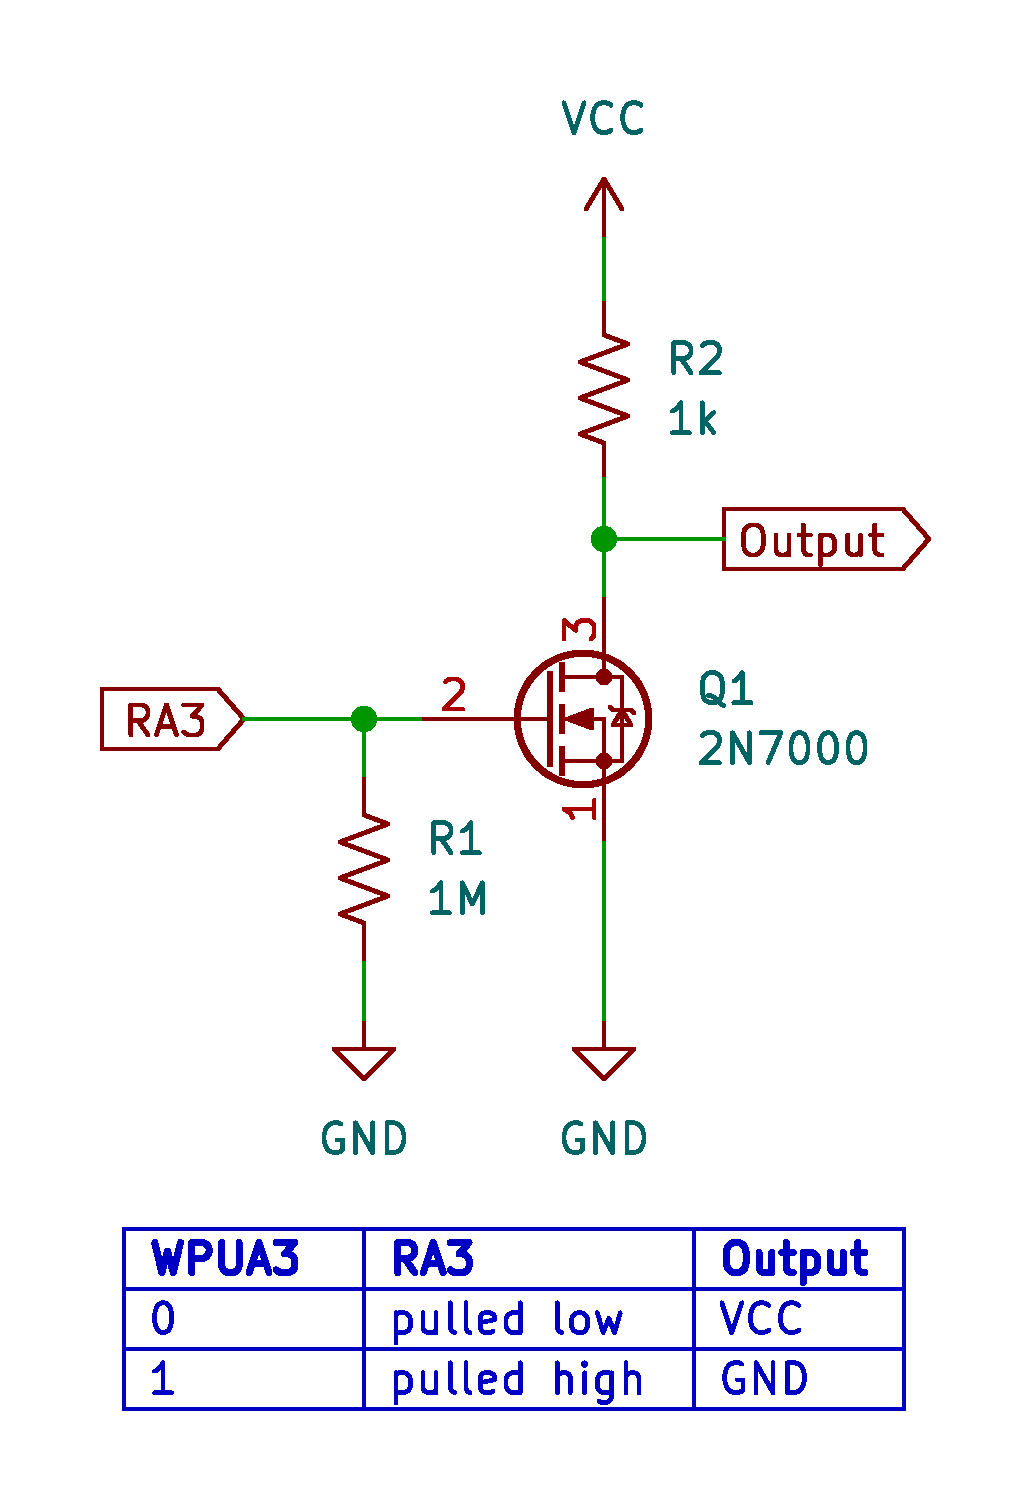 VCC
R2
1k
Output
3
RA3
2
Q1
2N7000
1
R1
1M
GND
GND
WPUA3 RA3 Output
0 pulled low VCC
1 pulled high GND